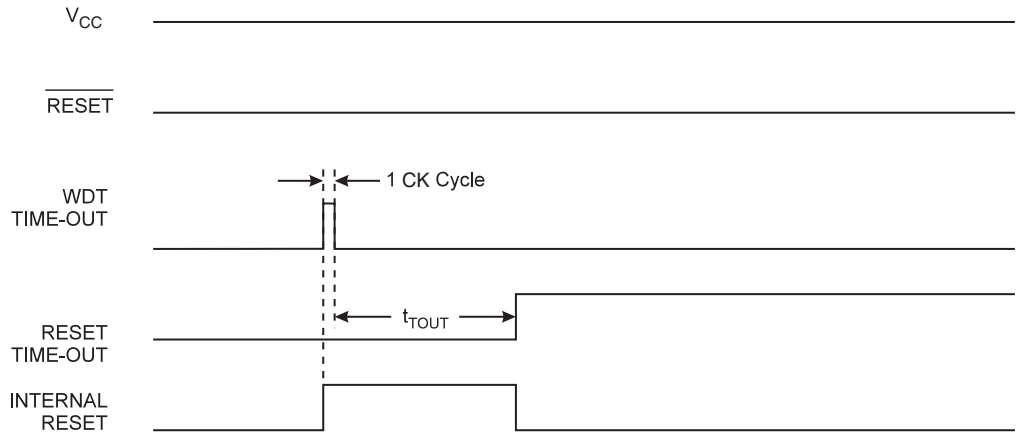 VCC
RESET
1 CK Cycle
WDT
TIME-OUT
tTOUT
RESET
TIME-OUT
INTERNAL
RESET